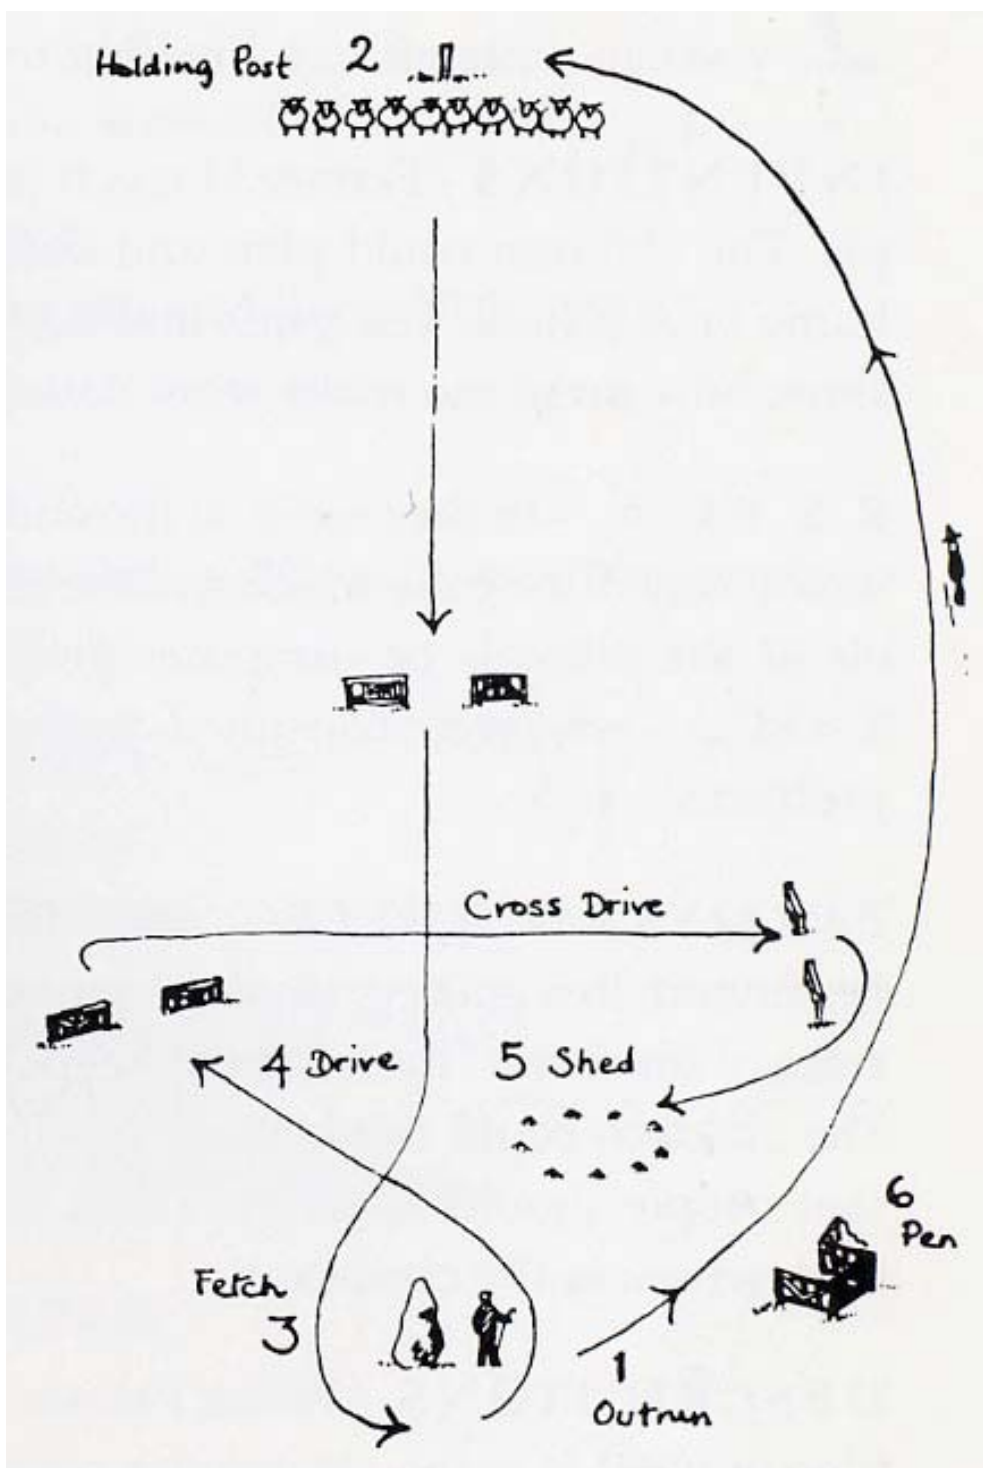 Holding Post 2
Cross Drive
4 Drive
5 Shed
6
Pen
Fetch
3
1
Outrun